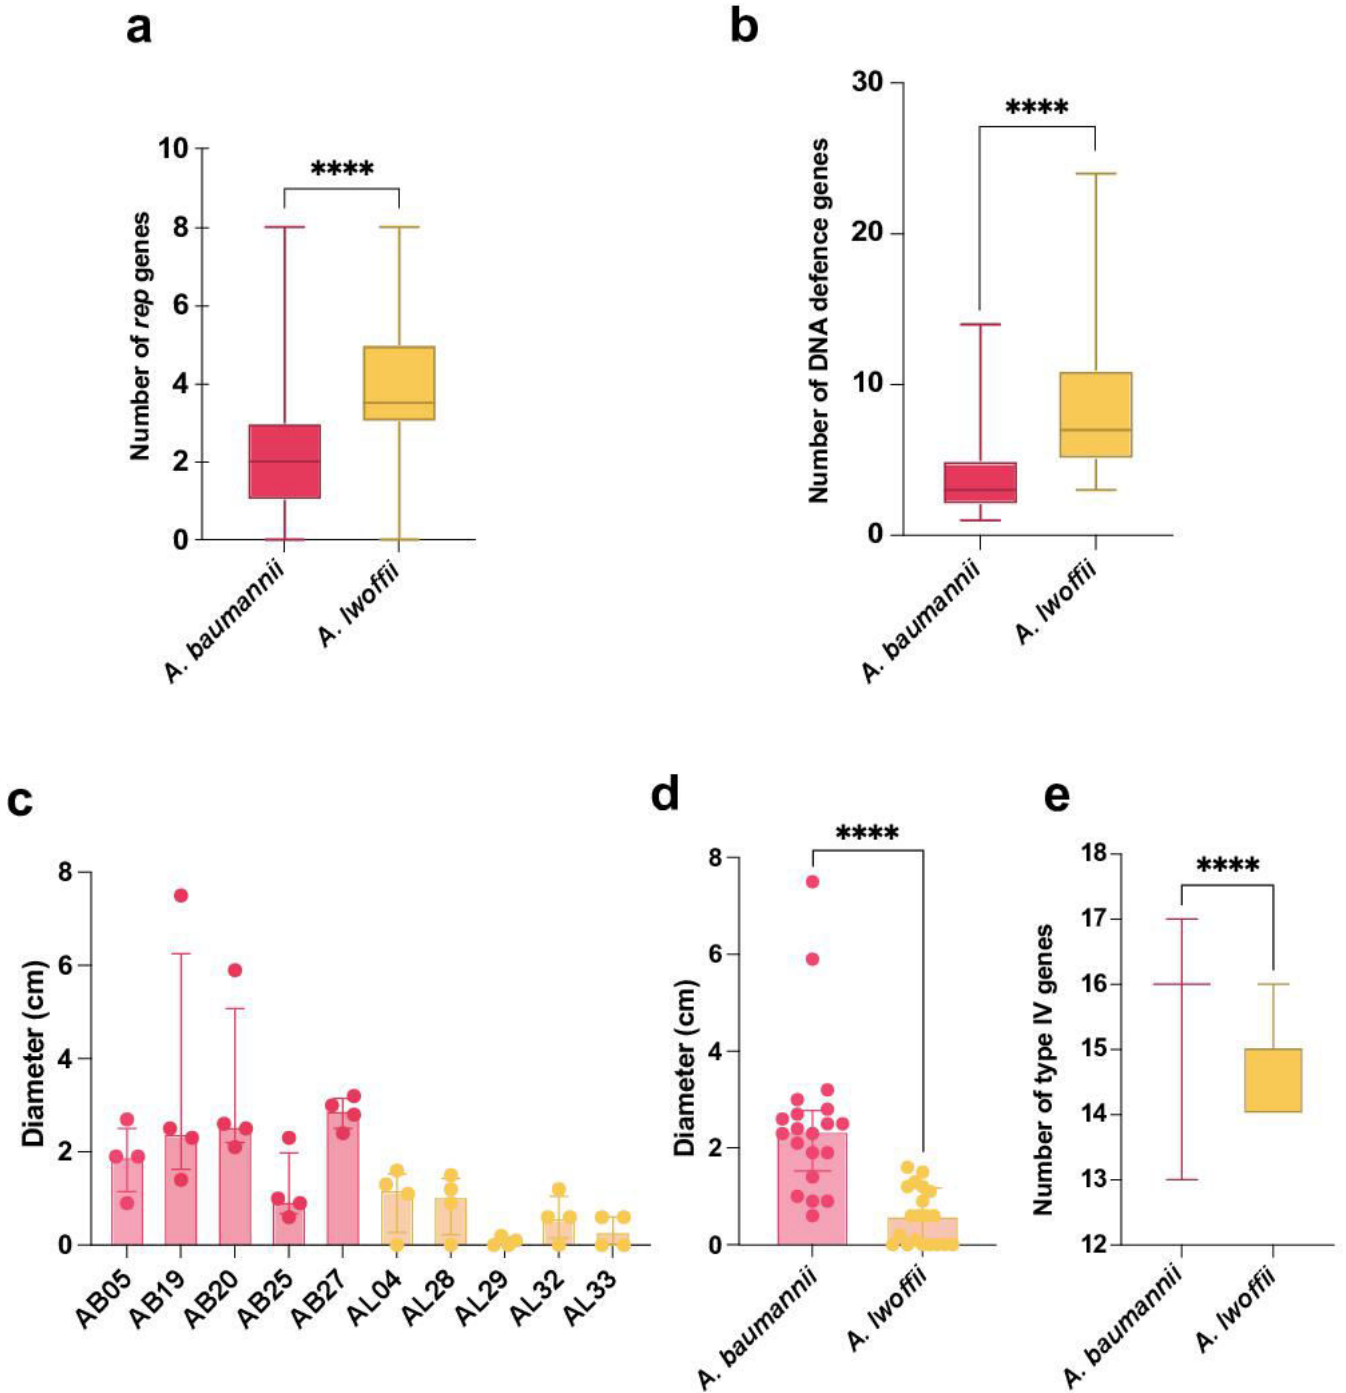 a
10
8
6
4
2
0
Number of rep genes
****
A. baumannii
A. lwoffii
b
30
20
10
0
Number of DNA defence genes
****
A. baumannii
A. lwoffii
c
8
6
4
2
0
Diameter (cm)
AB05
AB19
AB20
AB25
AB27
AL04
AL28
AL29
AL32
AL33
d
8
6
4
2
0
Diameter (cm)
****
A. baumannii
A. lwoffii
e
18
17
16
15
14
13
12
Number of type IV genes
****
A. baumannii
A. lwoffii